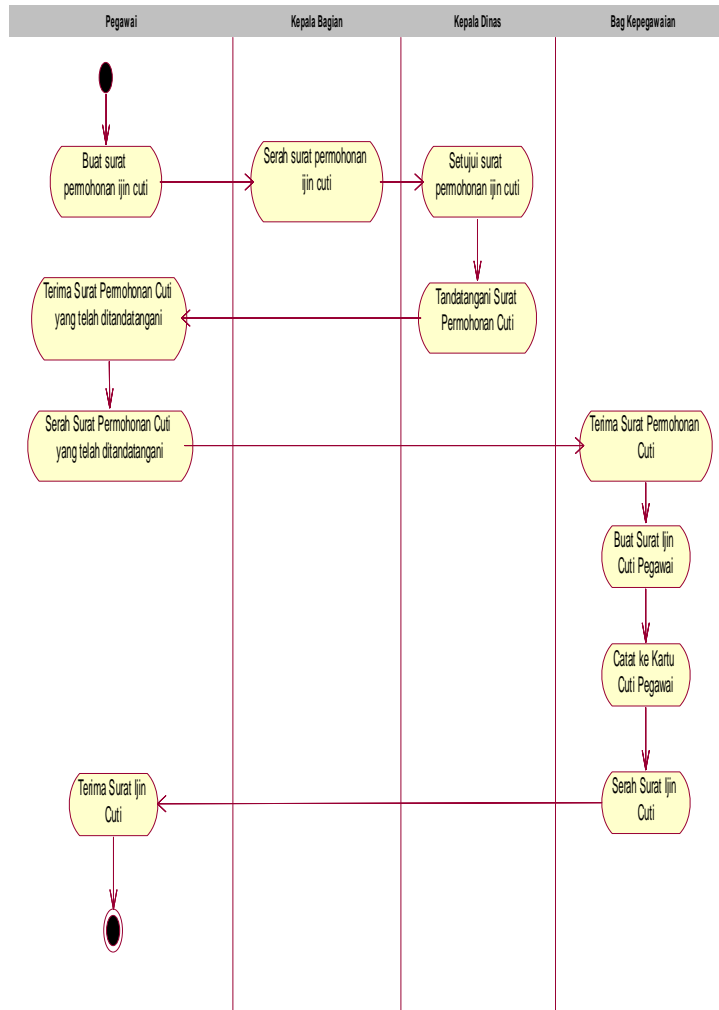 Pegawai
Kepala Bagian
Kepala Dinas
Bag Kepegawaian
Buat surat
permohonan ijin cuti
Serah surat permohonan
ijin cuti
Setujui surat
permohonan ijin cuti
Tandatangani Surat
Permohonan Cuti
Terima Surat Permohonan Cuti
yang telah ditandatangani
Serah Surat Permohonan Cuti
yang telah ditandatangani
Terima Surat Permohonan
Cuti
Buat Surat Ijin
Cuti Pegawai
Catat ke Kartu
Cuti Pegawai
Serah Surat Ijin
Cuti
Terima Surat Ijin
Cuti